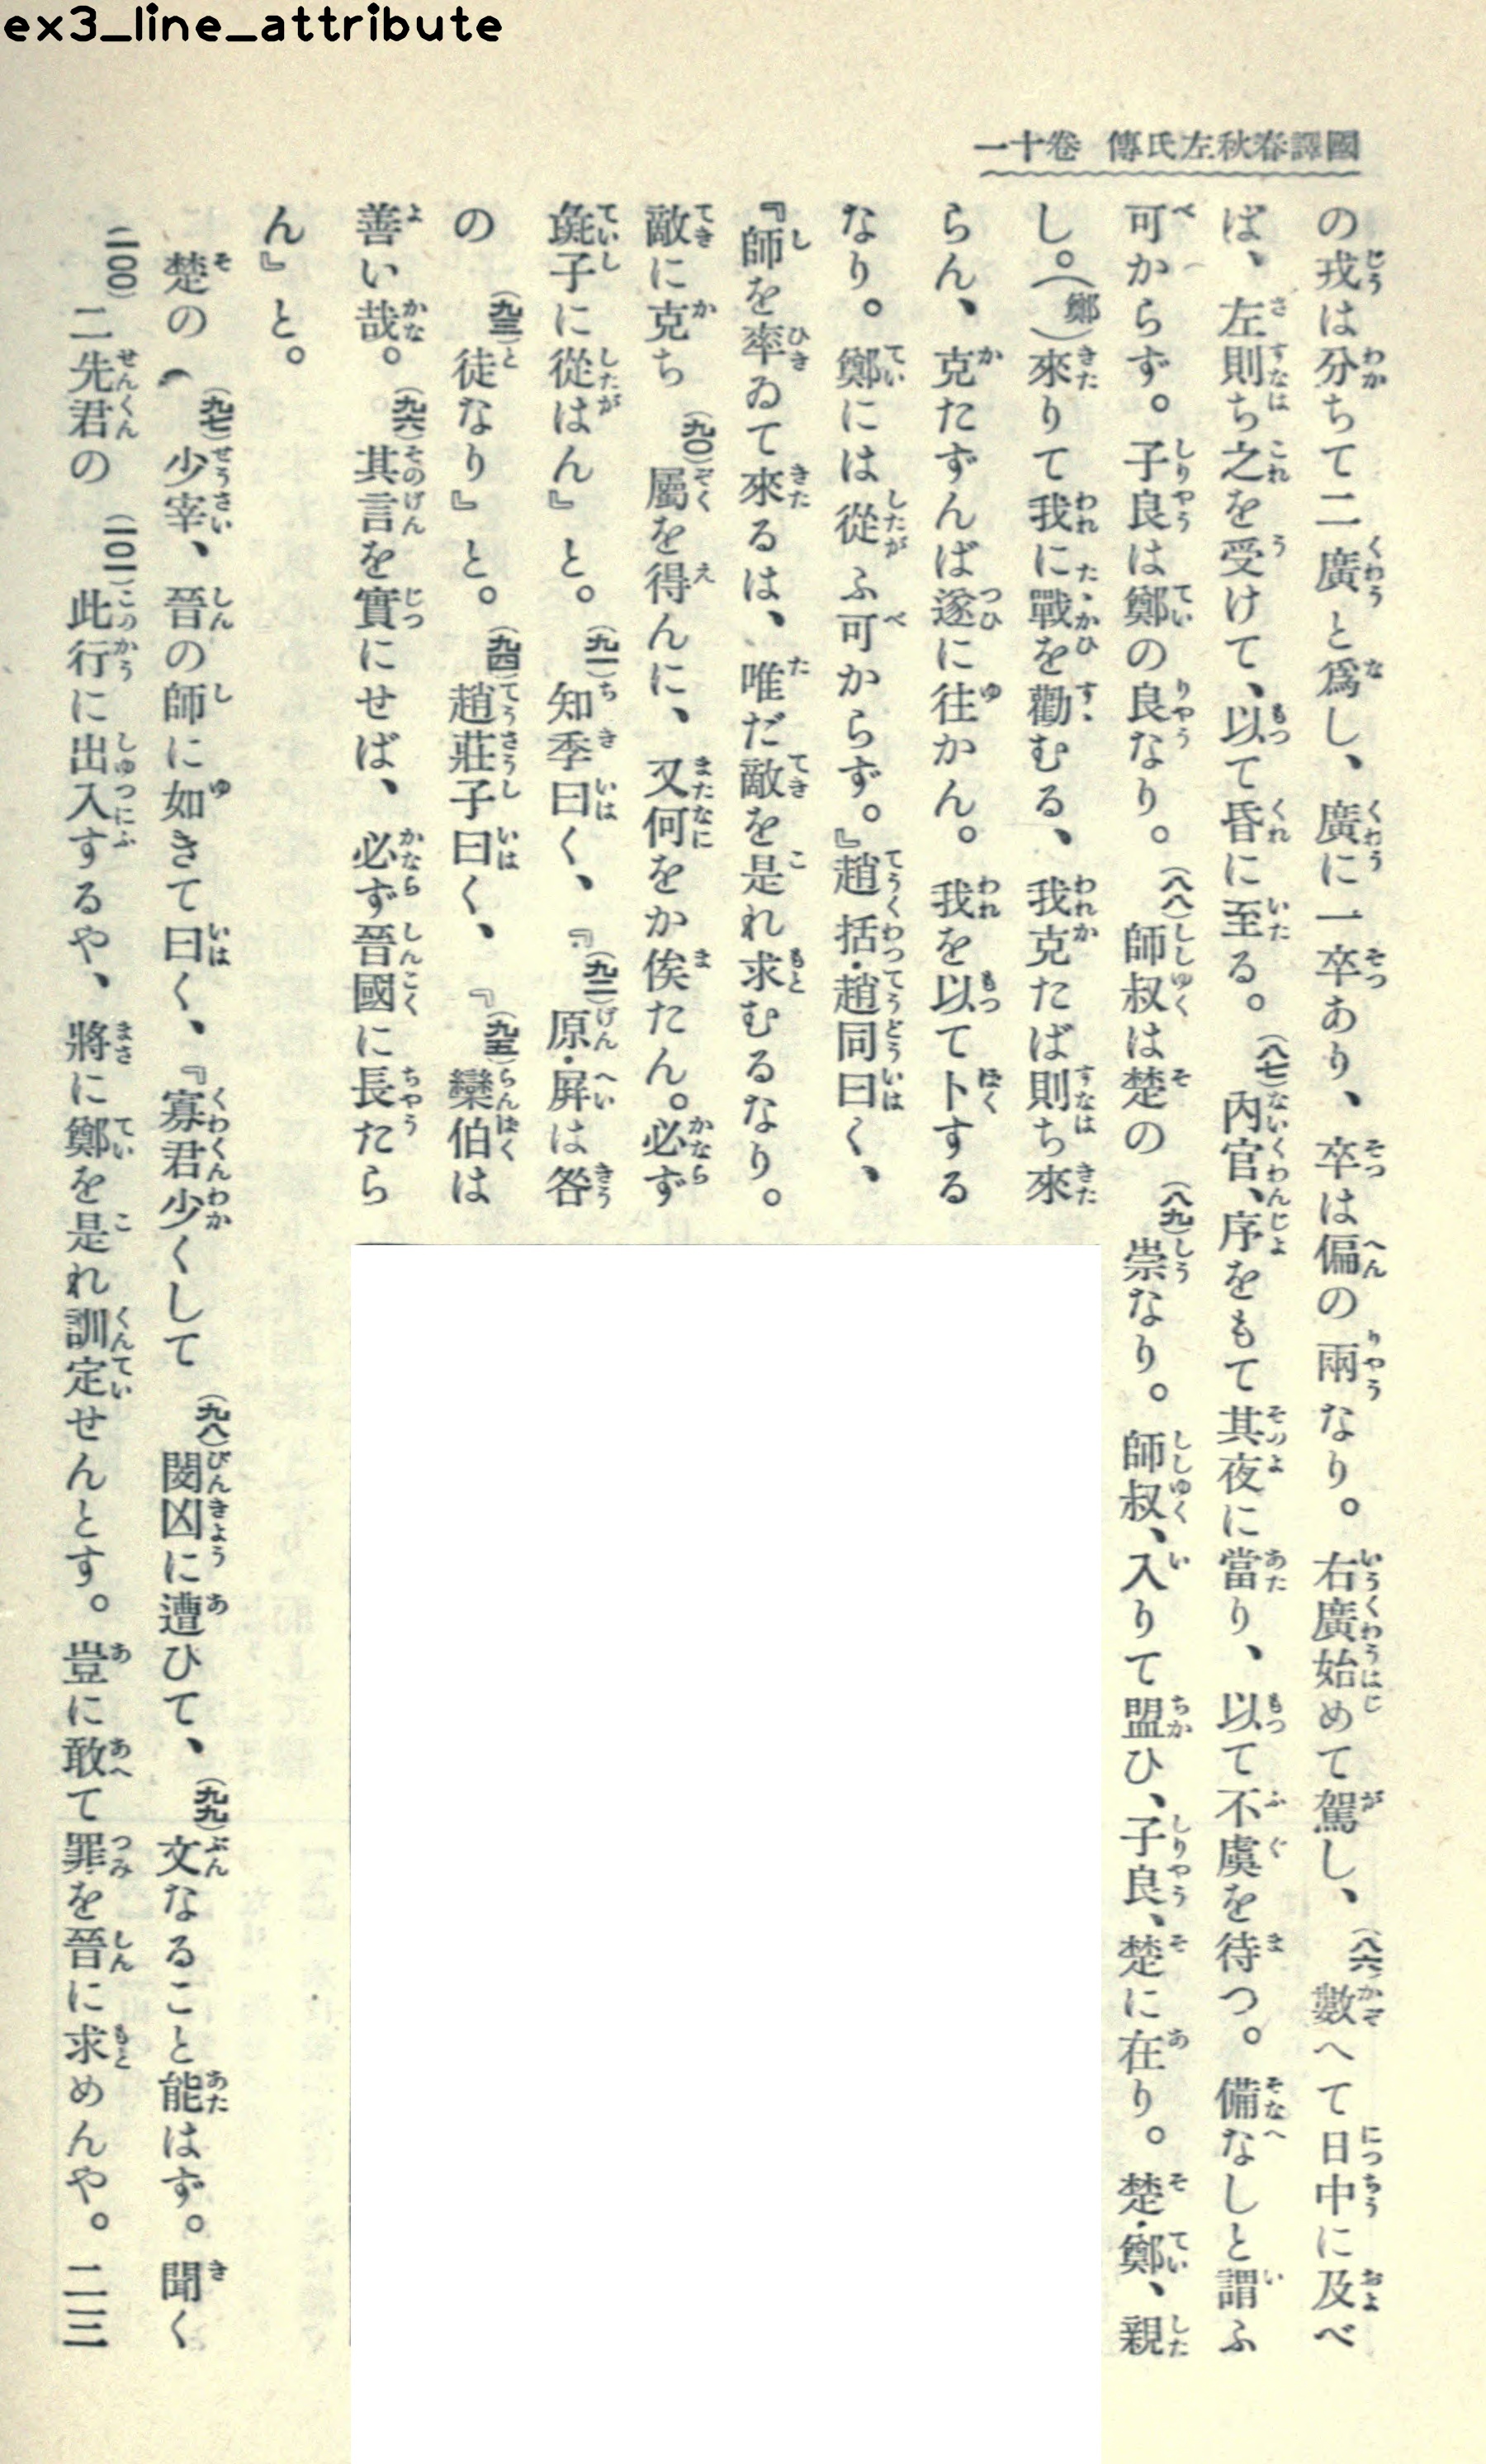 ex3_line_attribute
國譯春秋左氏傳 卷十一
の戎は分ちて二廣と爲し、廣に一卒あり、卒は偏の兩なり。右廣始めて駕し、(八六)數へて日中に及べ
ば、左則ち之を受けて、以て昏に至る。(八七)內官、序をもて其夜に當り、以て不虞を待つ。備なしと謂ふ
可からず。子良は鄭の良なり。(八八)師叔は楚の(八九)崇なり。師叔、入りて盟ひ、子良、楚に在り。楚・鄭、親
し。(鄭)來りて我に戰を勸むる、我克たば則ち來
らん、克たずんば遂に往かん。我を以て卜する
なり。鄭には從ふ可からず。』趙括・趙同曰く、
『師を率ゐて來るは、唯だ敵を是れ求むるなり。
敵に克ち(九〇)屬を得んに、又何をか俟たん。必ず
彘子に從はん』と。(九一)知季曰く、『(九二)原・屛は咎
の(九三)徒なり』と。(九四)趙莊子曰く、『(九五)欒伯は
善い哉。(九六)其言を實にせば、必ず晉國に長たら
ん』と。
楚の(九七)少宰、晉の師に如きて曰く、『寡君少くして(九八)閔凶に遭ひて、(九九)文なること能はず。聞く
(一〇〇)二先君の(一〇一)此行に出入するや、將に鄭を是れ訓定せんとす。豈に敢て罪を晉に求めんや。二三